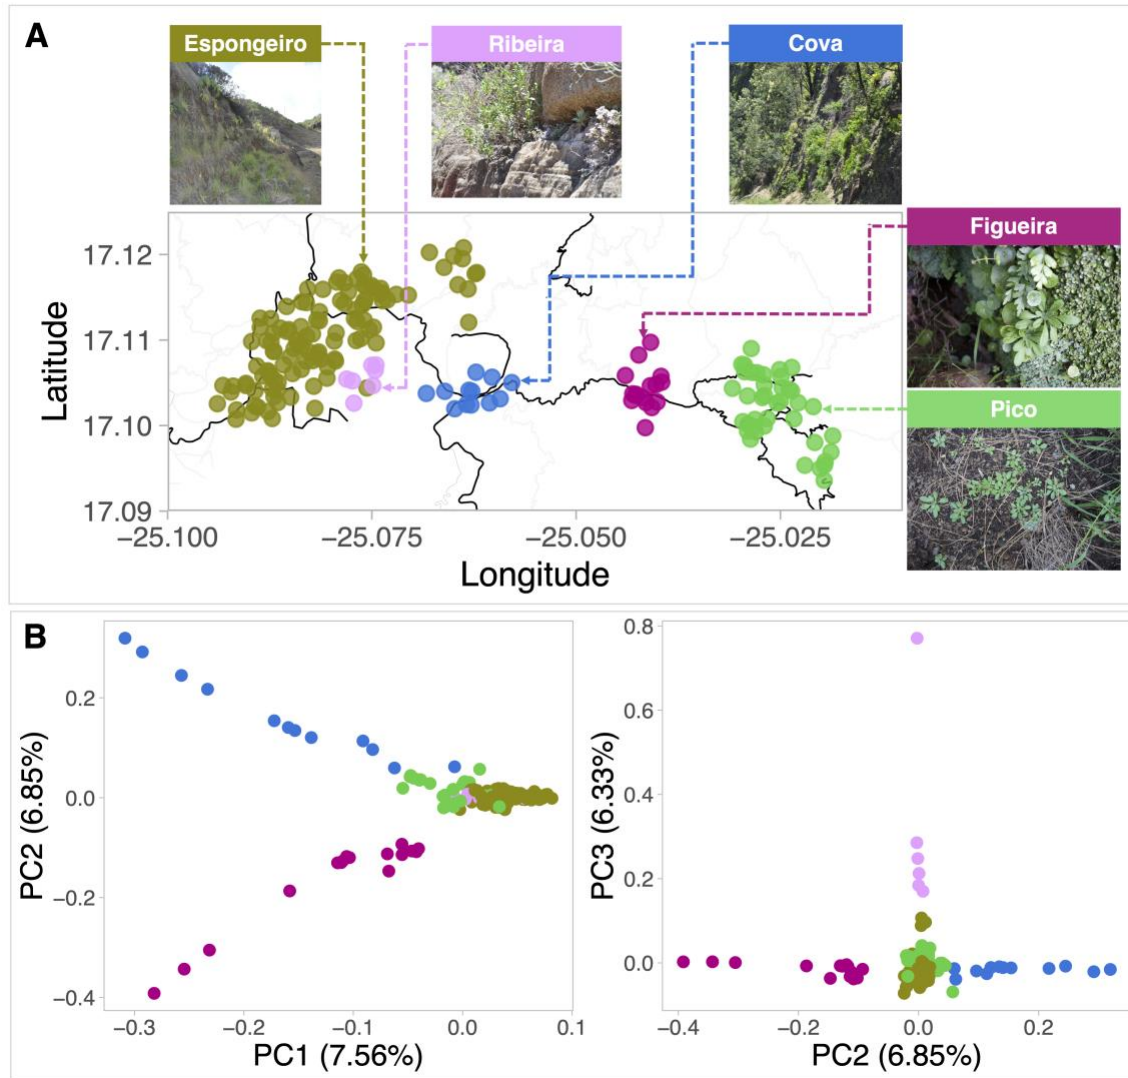 A
Espongeiro
Ribeira
Cova
Figueira
Pico
Latitude
17.12
17.11
17.10
17.09
−25.100
−25.075
−25.050
−25.025
Longitude
B
PC2 (6.85%)
0.2
0.0
−0.2
−0.4
−0.3
−0.2
−0.1
0.0
0.1
PC1 (7.56%)
PC3 (6.33%)
0.8
0.6
0.4
0.2
0.0
−0.4
−0.2
0.0
0.2
PC2 (6.85%)